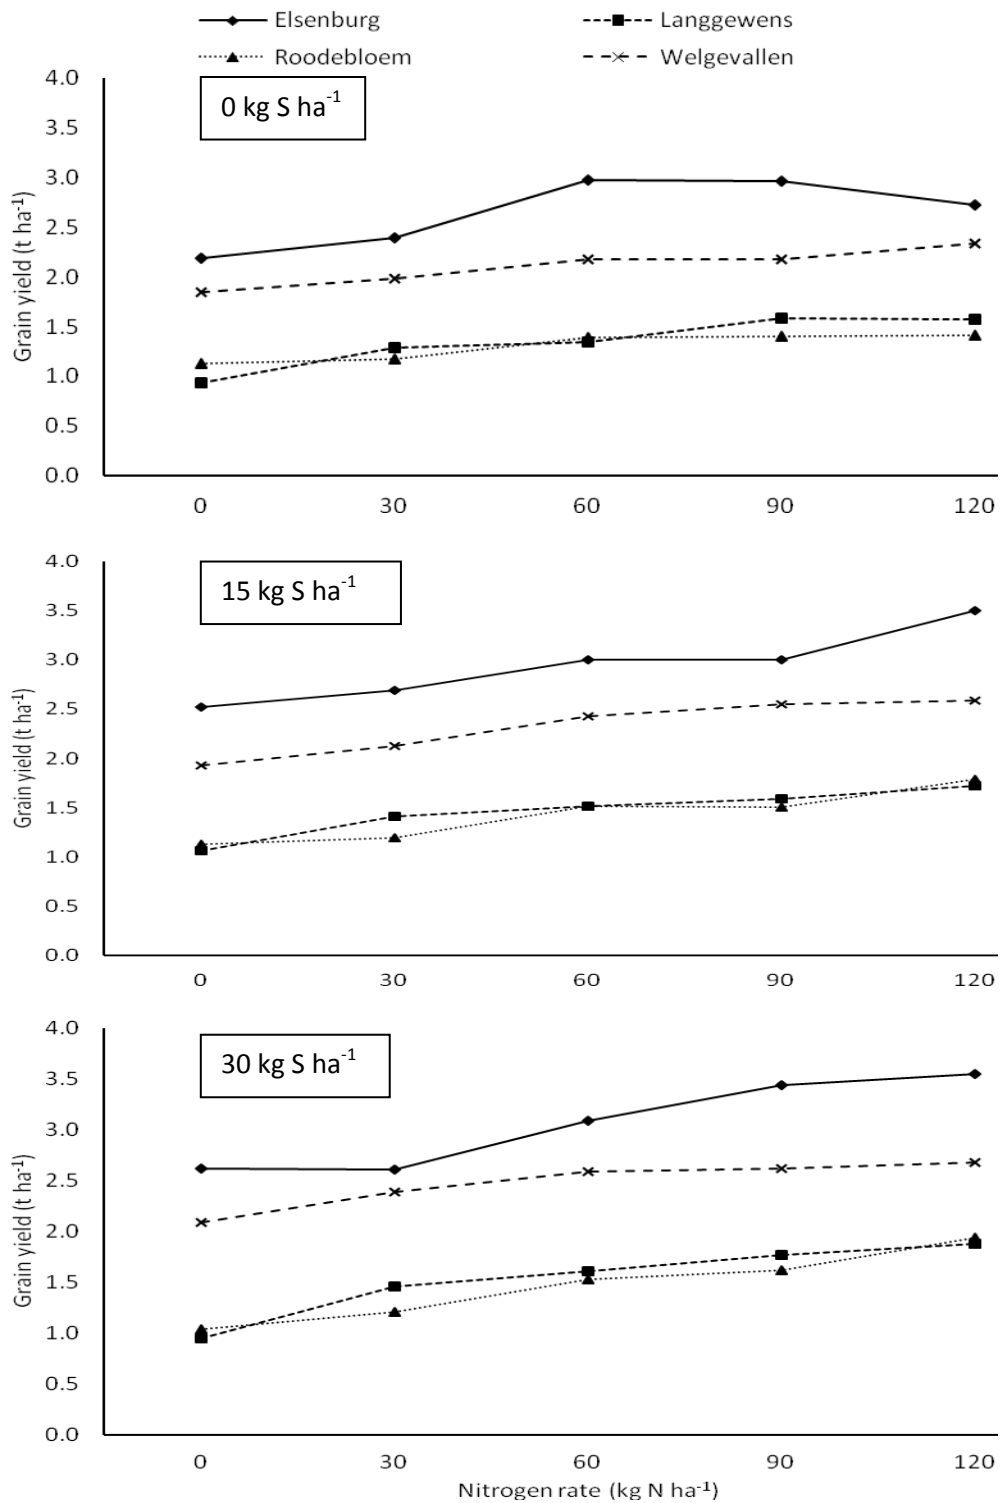 Elsenburg
Langgewens
Roodebloem
Welgevallen
4.0
0 kg S ha⁻¹
3.5
3.0
2.5
2.0
1.5
1.0
0.5
0.0
Grain yield (t ha⁻¹)
0 30 60 90 120
4.0
15 kg S ha⁻¹
3.5
3.0
2.5
2.0
1.5
1.0
0.5
0.0
Grain yield (t ha⁻¹)
0 30 60 90 120
4.0
30 kg S ha⁻¹
3.5
3.0
2.5
2.0
1.5
1.0
0.5
0.0
Grain yield (t ha⁻¹)
0 30 60 90 120
Nitrogen rate (kg N ha⁻¹)